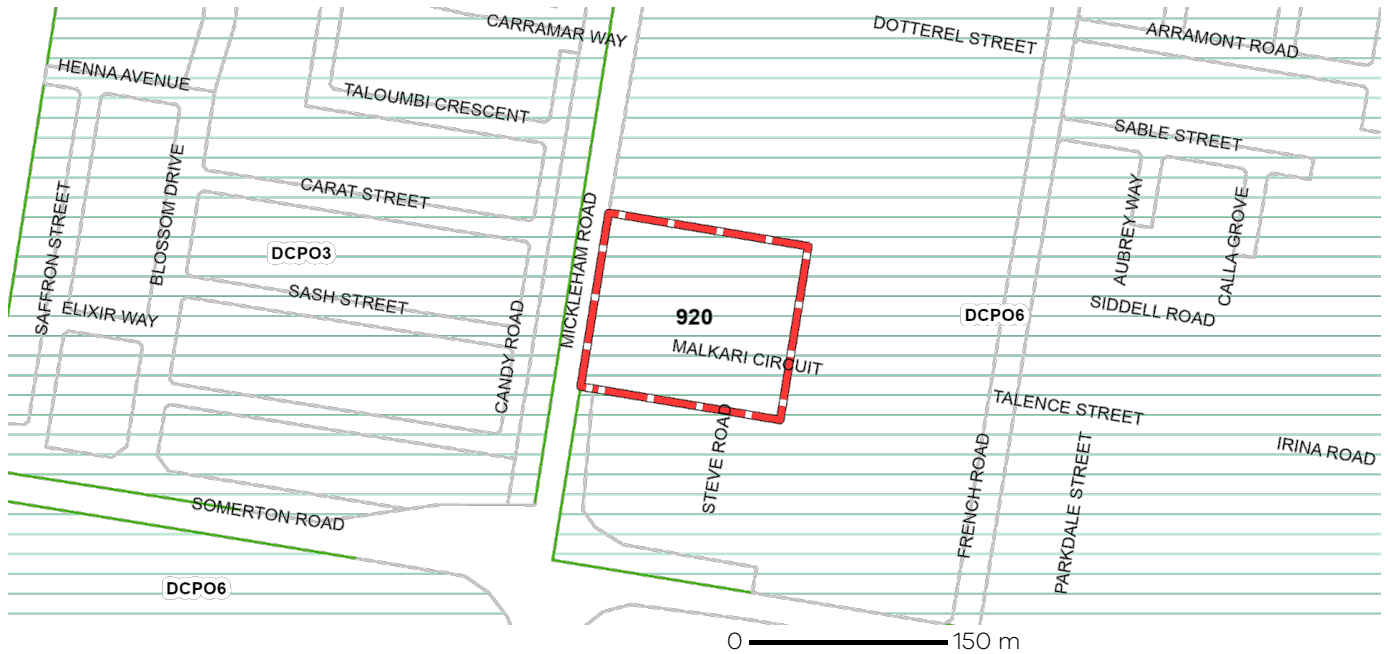 CARRAMAR WAY
DOTTEREL STREET
ARRAMONT ROAD
HENNA AVENUE
TALOUMBI CRESCENT
SABLE STREET
CARAT STREET
BLOSSOM DRIVE
SAFFRON STREET
MICKLEHAM ROAD
AUBREY WAY
CALLA GROVE
DCPO3
SASH STREET
ELIXIR WAY
CANDY ROAD
920
MALKARI CIRCUIT
DCPO6
SIDDELL ROAD
TALENCE STREET
STEVE ROAD
FRENCH ROAD
PARKDALE STREET
IRINA ROAD
SOMERTON ROAD
DCPO6
0 150 m